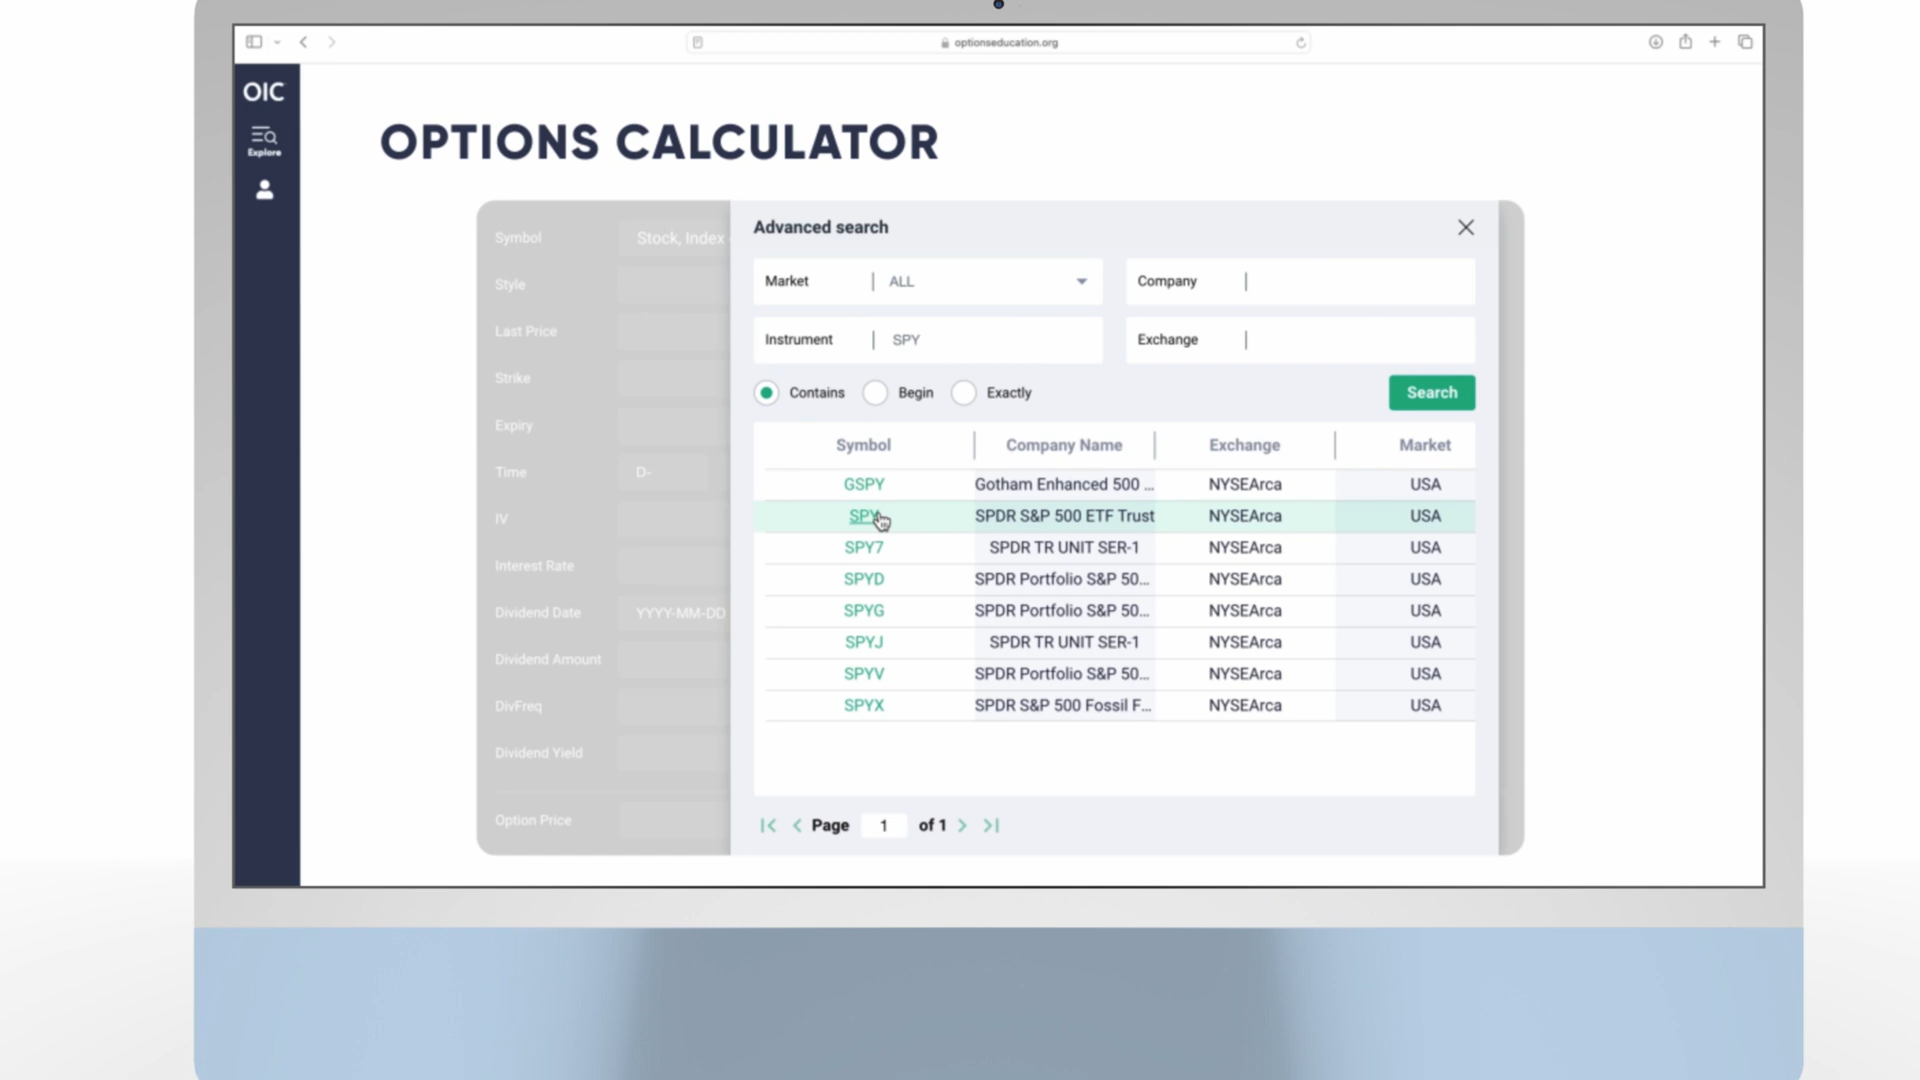 optionseducation.org
OIC
Explore
OPTIONS CALCULATOR
Symbol
Stock, Index
Style
Last Price
Strike
Expiry
Time
D-
IV
Interest Rate
Dividend Date
YYYY-MM-DD
Dividend Amount
DivFreq
Dividend Yield
Option Price
Advanced search
Market | ALL
Company |
Instrument | SPY
Exchange |
Contains Begin Exactly
Search
Symbol Company Name Exchange Market
GSPY Gotham Enhanced 500 ... NYSEArca USA
SPY SPDR S&P 500 ETF Trust NYSEArca USA
SPY7 SPDR TR UNIT SER-1 NYSEArca USA
SPYD SPDR Portfolio S&P 50... NYSEArca USA
SPYG SPDR Portfolio S&P 50... NYSEArca USA
SPYJ SPDR TR UNIT SER-1 NYSEArca USA
SPYV SPDR Portfolio S&P 50... NYSEArca USA
SPYX SPDR S&P 500 Fossil F... NYSEArca USA
Page 1 of 1